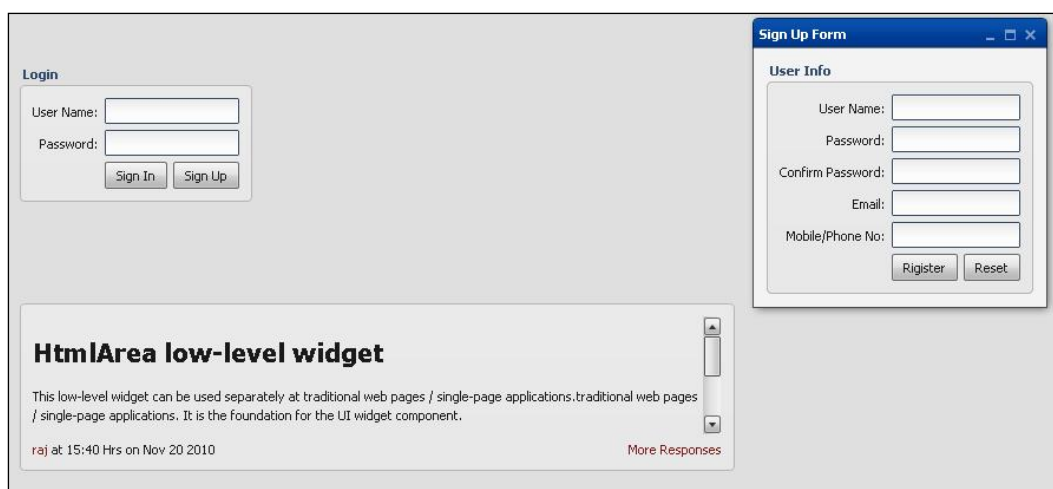 Login
User Name:
Password:
Sign In Sign Up
Sign Up Form
User Info
User Name:
Password:
Confirm Password:
Email:
Mobile/Phone No:
Rigister Reset
HtmlArea low-level widget
This low-level widget can be used separately at traditional web pages / single-page applications.traditional web pages
/ single-page applications. It is the foundation for the UI widget component.
raj at 15:40 Hrs on Nov 20 2010 More Responses